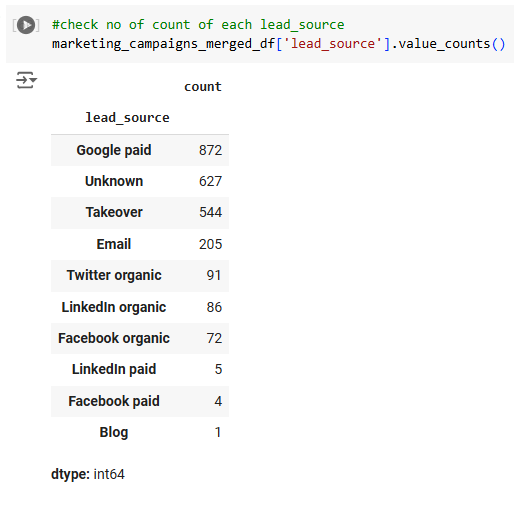 #check no of count of each lead_source
marketing_campaigns_merged_df['lead_source'].value_counts()
count
lead_source
Google paid 872
Unknown 627
Takeover 544
Email 205
Twitter organic 91
LinkedIn organic 86
Facebook organic 72
LinkedIn paid 5
Facebook paid 4
Blog 1
dtype: int64